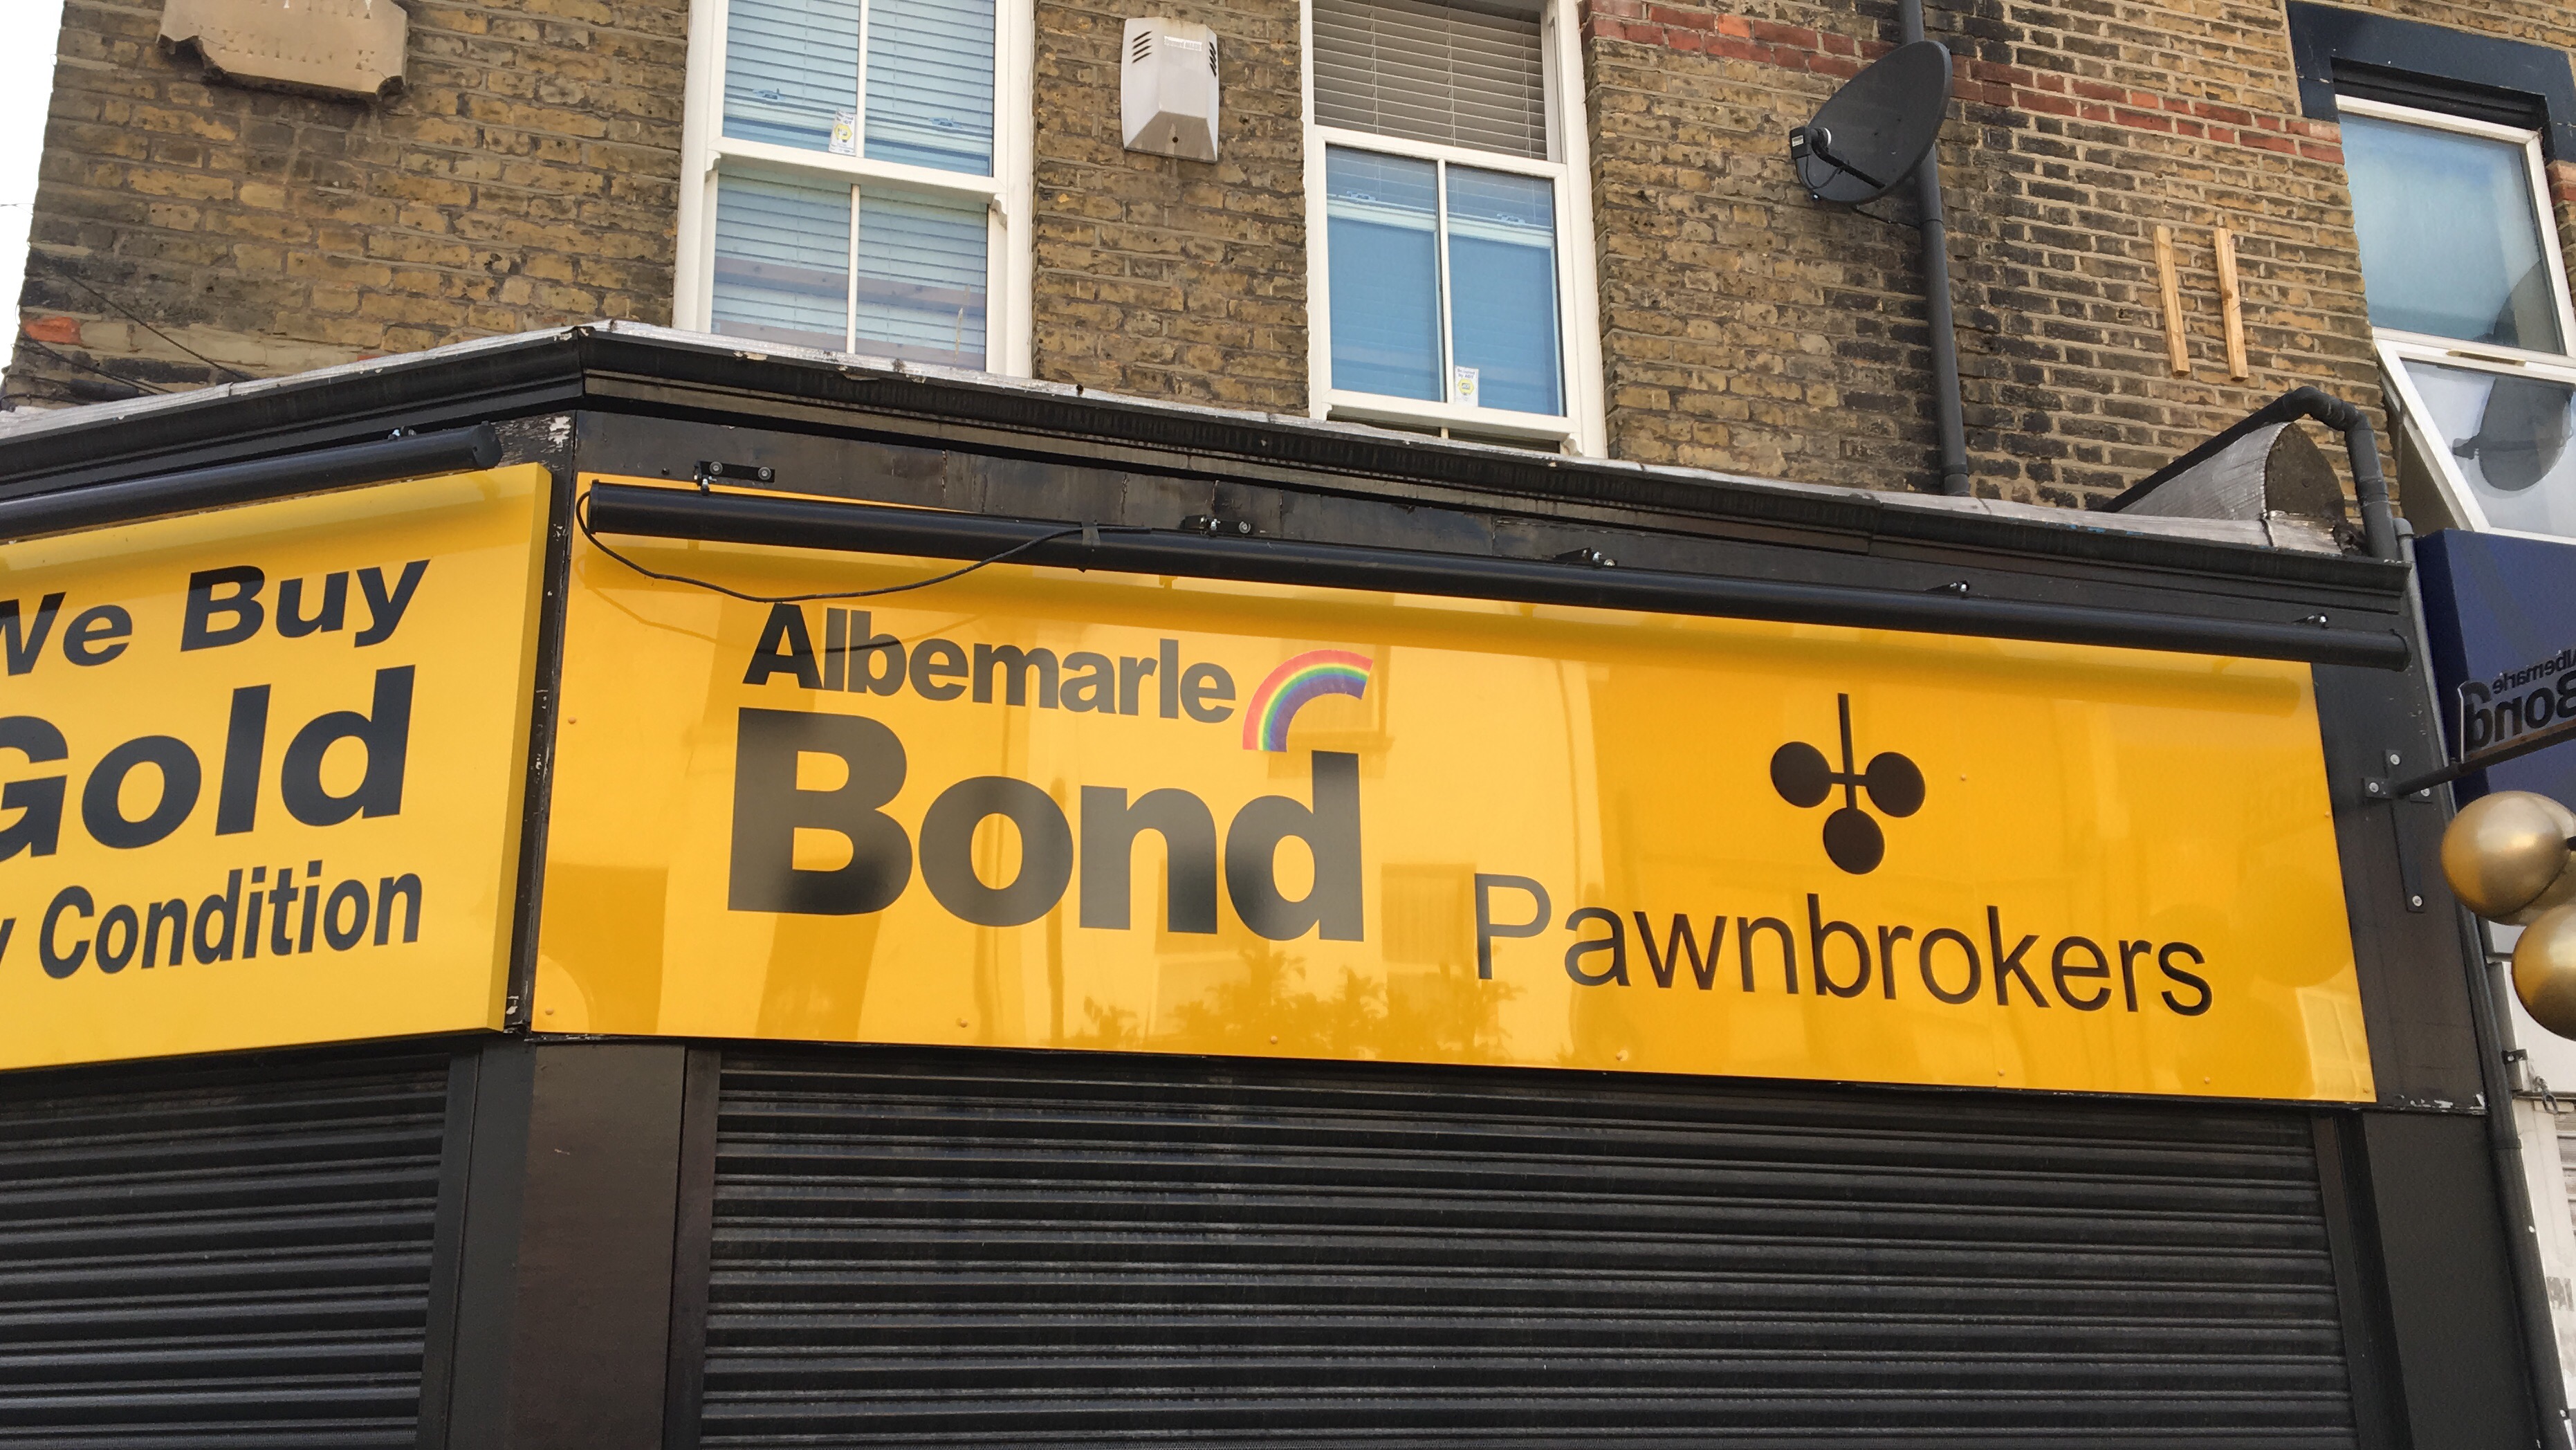 We Buy
Gold
Condition
Albemarle
Bond
Pawnbrokers
Albemarle
Bond